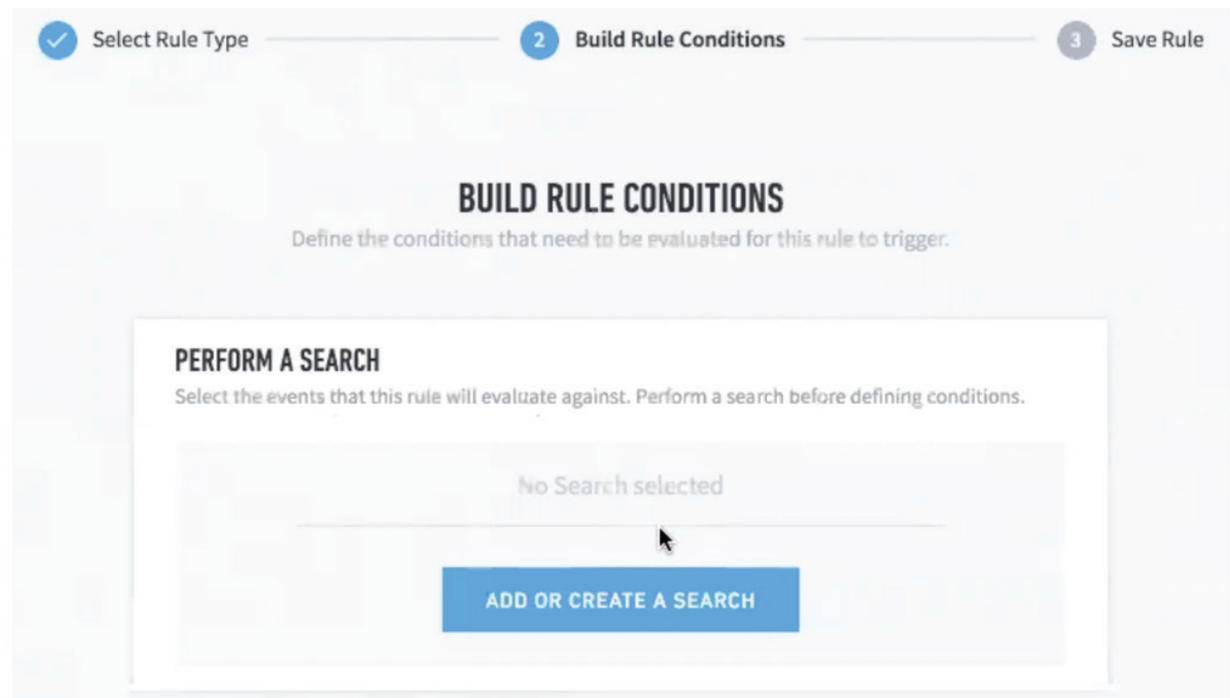 Select Rule Type
2 Build Rule Conditions
3 Save Rule
BUILD RULE CONDITIONS
Define the conditions that need to be evaluated for this rule to trigger.
PERFORM A SEARCH
Select the events that this rule will evaluate against. Perform a search before defining conditions.
No Search selected
ADD OR CREATE A SEARCH